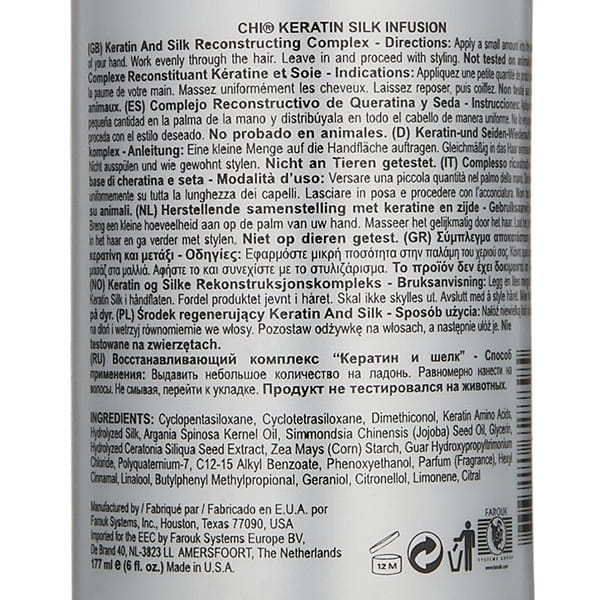 CHI® KERATIN SILK INFUSION
(GB) Keratin And Silk Reconstructing Complex - Directions: Apply a small amount into the
of your hand. Work evenly through the hair. Leave in and proceed with styling. Not tested on
Complexe Reconstituant Kératine et Soie - Indications: Appliquez une petite quantité de produit
la paume de votre main. Massez uniformément les cheveux. Laissez reposer, puis coiffez. Non testé sur
animaux. (ES) Complejo Reconstructivo de Queratina y Seda - Instrucciones:
pequeña cantidad en la palma de la mano y distribúyala en todo el cabello de manera uniforme. No lo
proceda con el estilo deseado. No probado en animales. (D) Keratin-und Seiden-
komplex - Anleitung: Eine kleine Menge auf die Handfläche auftragen. Gleichmäßig in das Haar
Nicht ausspülen und wie gewohnt stylen. Nicht an Tieren getestet. (IT) Complesso
base di cheratina e seta - Modalità d'uso: Versare una piccola quantità nel palmo della mano.
uniformemente su tutta la lunghezza dei capelli. Lasciare in posa e procedere con l'acconciatura.
su animali. (NL) Herstellende samenstelling met keratine en zijde -
Breng een kleine hoeveelheid aan op de palm van uw hand. Masseer het gelijkmatig door het haar. Laat het
in het haar en ga verder met stylen. Niet op dieren getest. (GR) Σύμπλεγμα
κερατίνη και μετάξι - Οδηγίες: Εφαρμόστε μικρή ποσότητα στην παλάμη του χεριού σας.
μασάζ στα μαλλιά. Αφήστε το και συνεχίστε με το στυλιζάρισμα. Το προϊόν δεν έχει
(NO) Keratin og Silke Rekonstruksjonskompleks - Bruksanvisning: Legg en liten
Keratin Silk i håndflaten. Fordel produktet jevnt i håret. Skal ikke skylles ut. Avslutt med å style håret.
på dyr. (PL) Środek regenerujący Keratin And Silk - Sposób użycia: Nałóż
na dłoń i wetrzyj równomiernie we włosy. Pozostaw odżywkę na włosach, a następnie ułóż je. Nie
testowane na zwierzętach.
(RU) Восстанавливающий комплекс "Кератин и шелк" - Способ
применения: Выдавить небольшое количество на ладонь. Равномерно нанести на
волосы. Не смывая, перейти к укладке. Продукт не тестировался на животных.
INGREDIENTS: Cyclopentasiloxane, Cyclotetrasiloxane, Dimethiconol, Keratin Amino Acids,
Hydrolyzed Silk, Argania Spinosa Kernel Oil, Simmondsia Chinensis (Jojoba) Seed Oil, Glycerin,
Hydrolyzed Ceratonia Siliqua Seed Extract, Zea Mays (Corn) Starch, Guar Hydroxypropyltrimonium
Chloride, Polyquaternium-7, C12-15 Alkyl Benzoate, Phenoxyethanol, Parfum (Fragrance), Hexyl
Cinnamal, Linalool, Butylphenyl Methylpropional, Geraniol, Citronellol, Limonene, Citral
Manufactured by / Fabriqué par / Fabricado en E.U.A. por
Farouk Systems, Inc., Houston, Texas 77090, USA
Imported for EEC by Farouk Systems Europe BV,
De Brand 40, NL-3823 LL AMERSFOORT, The Netherlands
177 ml ℮ (6 fl. oz.) Made in U.S.A.
12 M
FAROUK
SYSTEMS GROUP